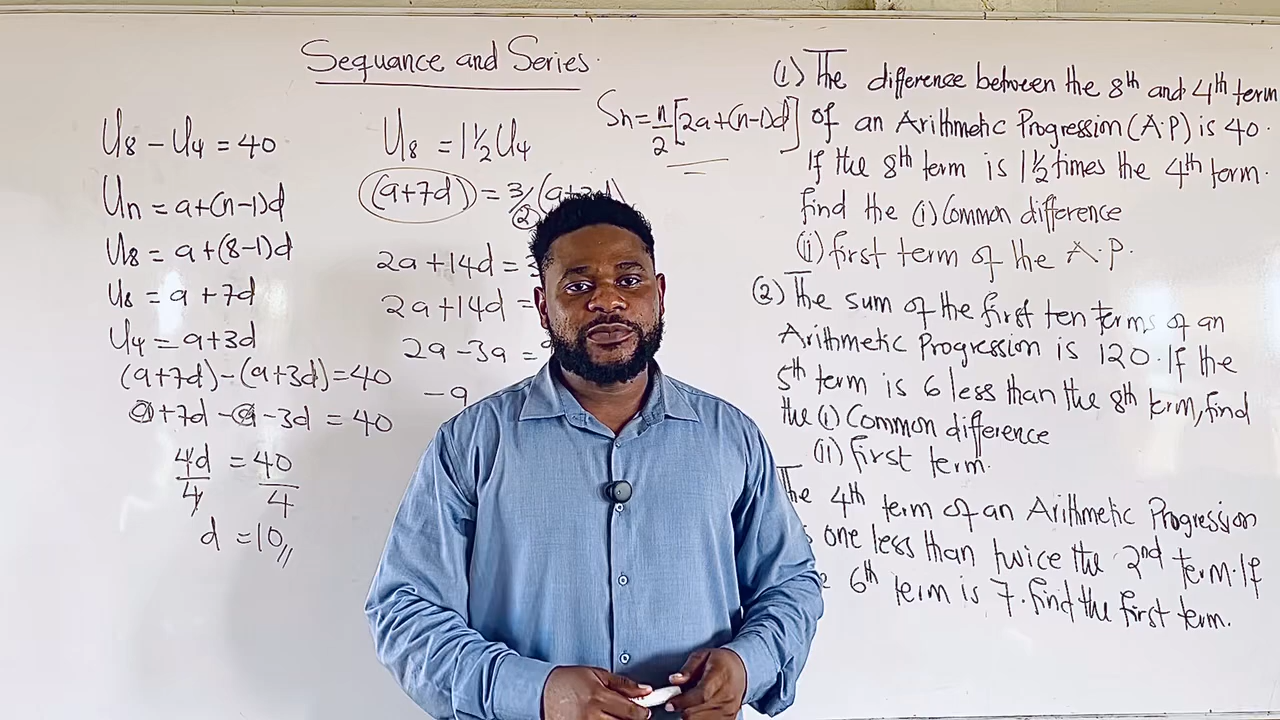 Sequance and Series.
U8 - U4 = 40
Un = a+(n-1)d
U8 = a+(8-1)d
U8 = a+7d
U4 = a+3d
(a+7d)-(a+3d)=40
a+7d-a-3d = 40
4d/4 = 40/4
d = 10//
U8 = 1½U4
(a+7d) = 3/2(a+3d)
2a+14d =
2a+14d =
2a-3a =
Sn = n/2[2a+(n-1)d]
(1) The difference between the 8th and 4th term
of an Arithmetic Progression (A.P) is 40.
If the 8th term is 1½ times the 4th term.
find the (i) Common difference
(ii) first term of the A.P.
(2) The sum of the first ten terms of an
Arithmetic Progression is 120. If the
5th term is 6 less than the 8th term, find
the (i) Common difference
(ii) first term.
The 4th term of an Arithmetic Progression
one less than twice the 2nd term. If
6th term is 7. find the first term.